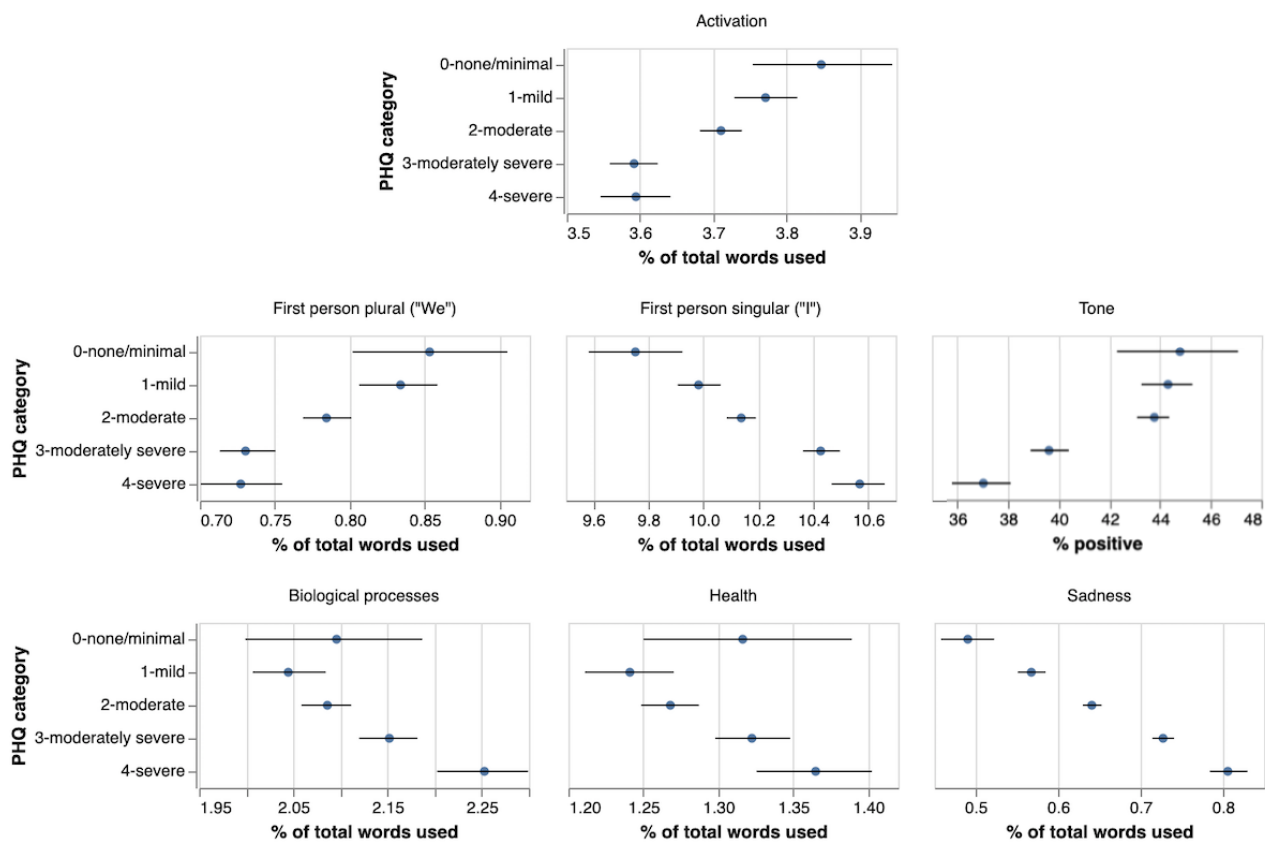 Activation
PHQ category
0-none/minimal
1-mild
2-moderate
3-moderately severe
4-severe
3.5 3.6 3.7 3.8 3.9
% of total words used
First person plural ("We")
PHQ category
0-none/minimal
1-mild
2-moderate
3-moderately severe
4-severe
0.70 0.75 0.80 0.85 0.90
% of total words used
First person singular ("I")
9.6 9.8 10.0 10.2 10.4 10.6
% of total words used
Tone
36 38 40 42 44 46 48
% positive
Biological processes
PHQ category
0-none/minimal
1-mild
2-moderate
3-moderately severe
4-severe
1.95 2.05 2.15 2.25
% of total words used
Health
1.20 1.25 1.30 1.35 1.40
% of total words used
Sadness
0.5 0.6 0.7 0.8
% of total words used